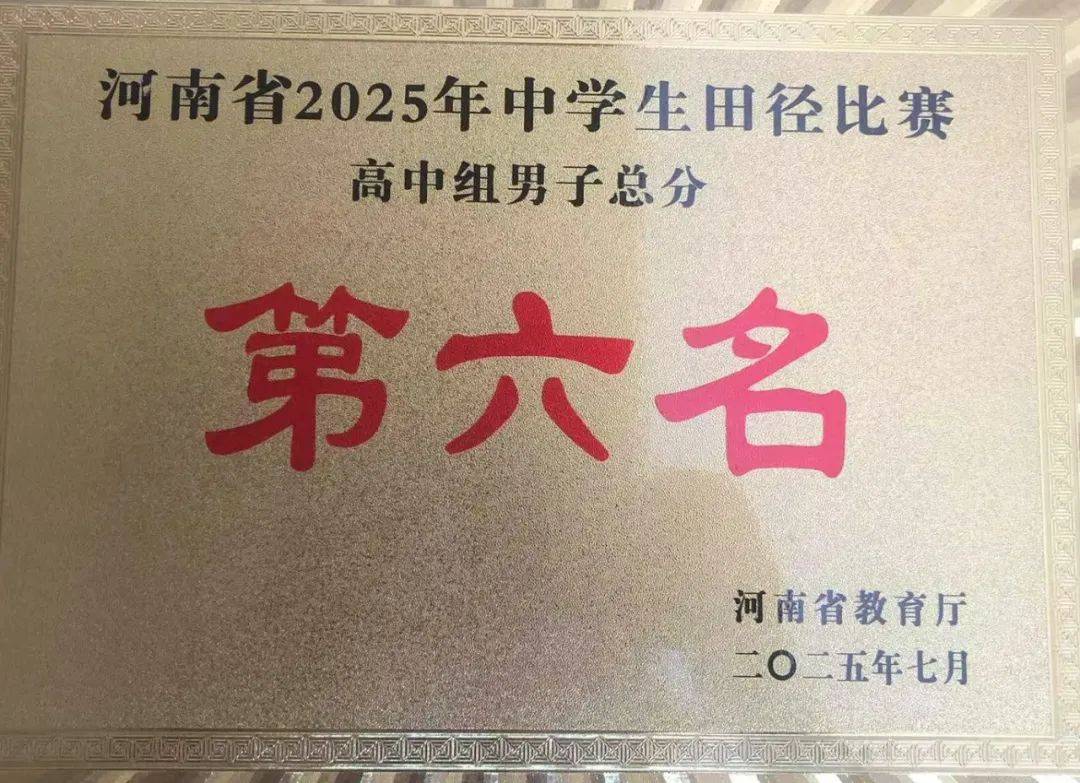 河南省2025年中学生田径比赛
高中组男子总分
第六名
河南省教育厅
二〇二五年七月